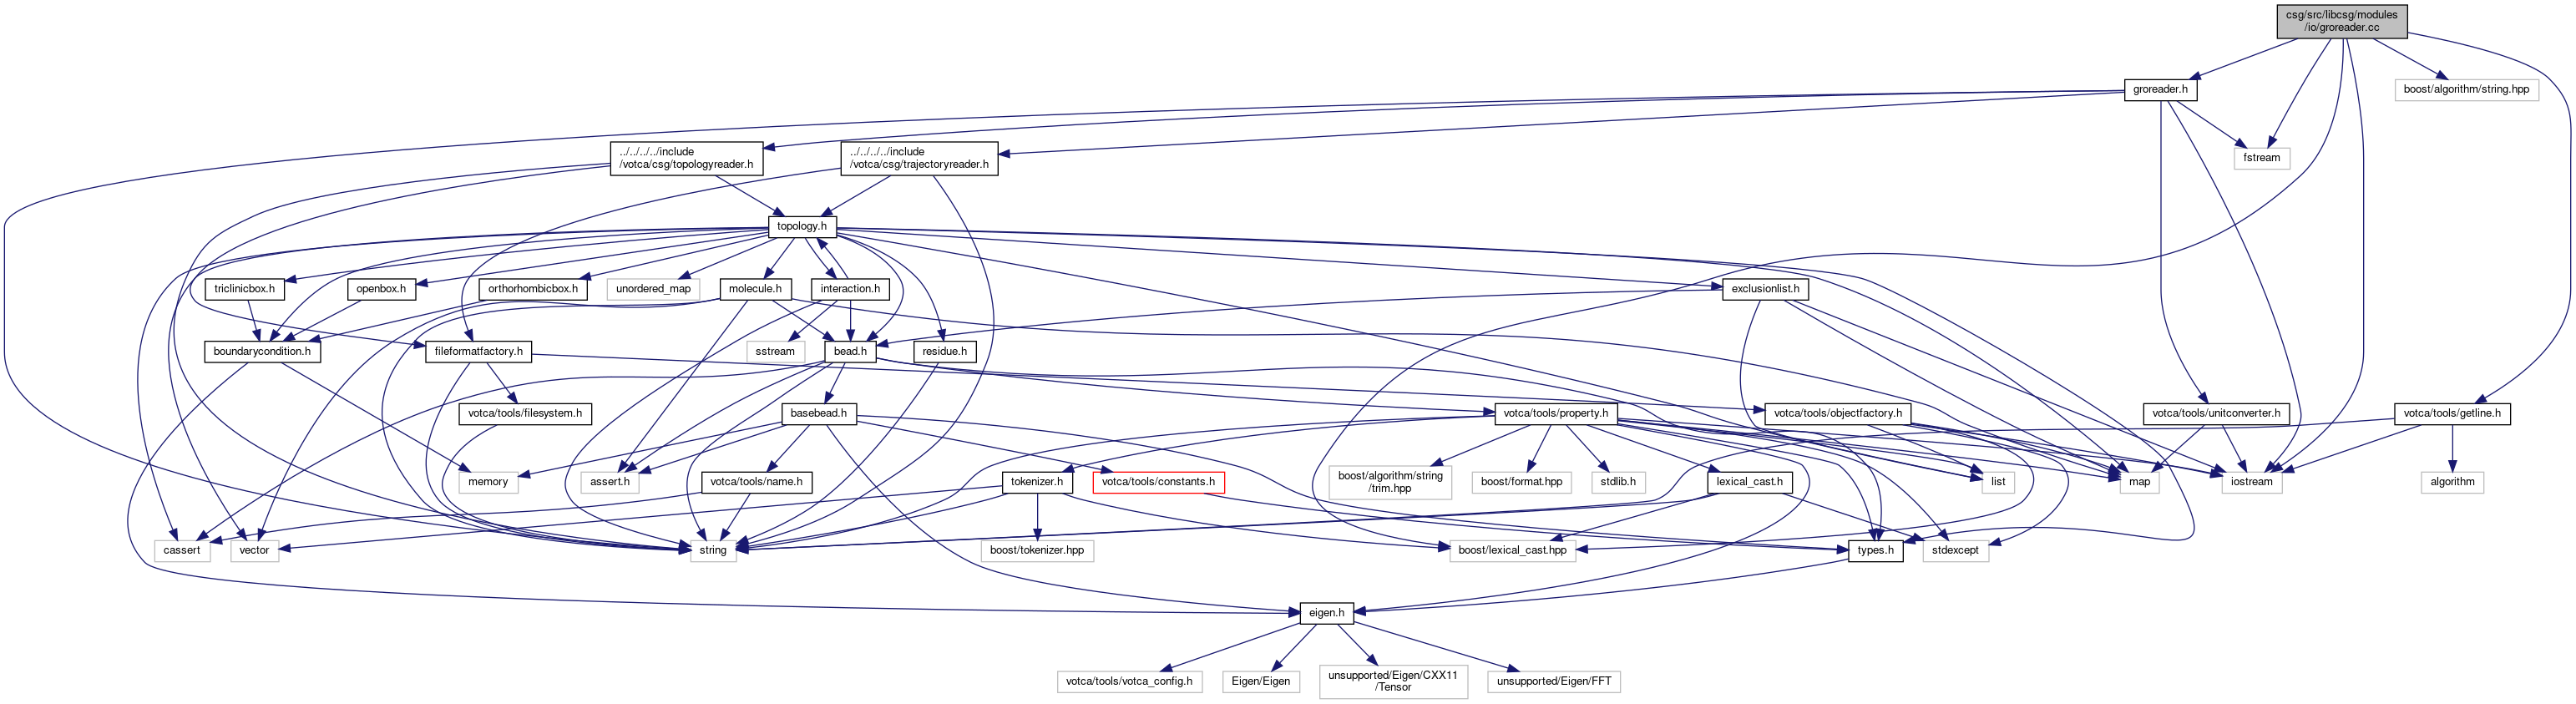 csg/src/libcsg/modules
/io/groreader.cc
groreader.h
boost/algorithm/string.hpp
../../../../include
/votca/csg/topologyreader.h
../../../../include
/votca/csg/trajectoryreader.h
fstream
topology.h
triclinicbox.h
openbox.h
orthorhombicbox.h
unordered_map
molecule.h
interaction.h
exclusionlist.h
boundarycondition.h
fileformatfactory.h
sstream
bead.h
residue.h
votca/tools/filesystem.h
basebead.h
votca/tools/property.h
votca/tools/objectfactory.h
votca/tools/unitconverter.h
votca/tools/getline.h
memory
assert.h
votca/tools/name.h
tokenizer.h
votca/tools/constants.h
boost/algorithm/string
/trim.hpp
boost/format.hpp
stdlib.h
lexical_cast.h
list
map
iostream
algorithm
cassert
vector
string
boost/tokenizer.hpp
boost/lexical_cast.hpp
types.h
stdexcept
eigen.h
votca/tools/votca_config.h
Eigen/Eigen
unsupported/Eigen/CXX11
/Tensor
unsupported/Eigen/FFT